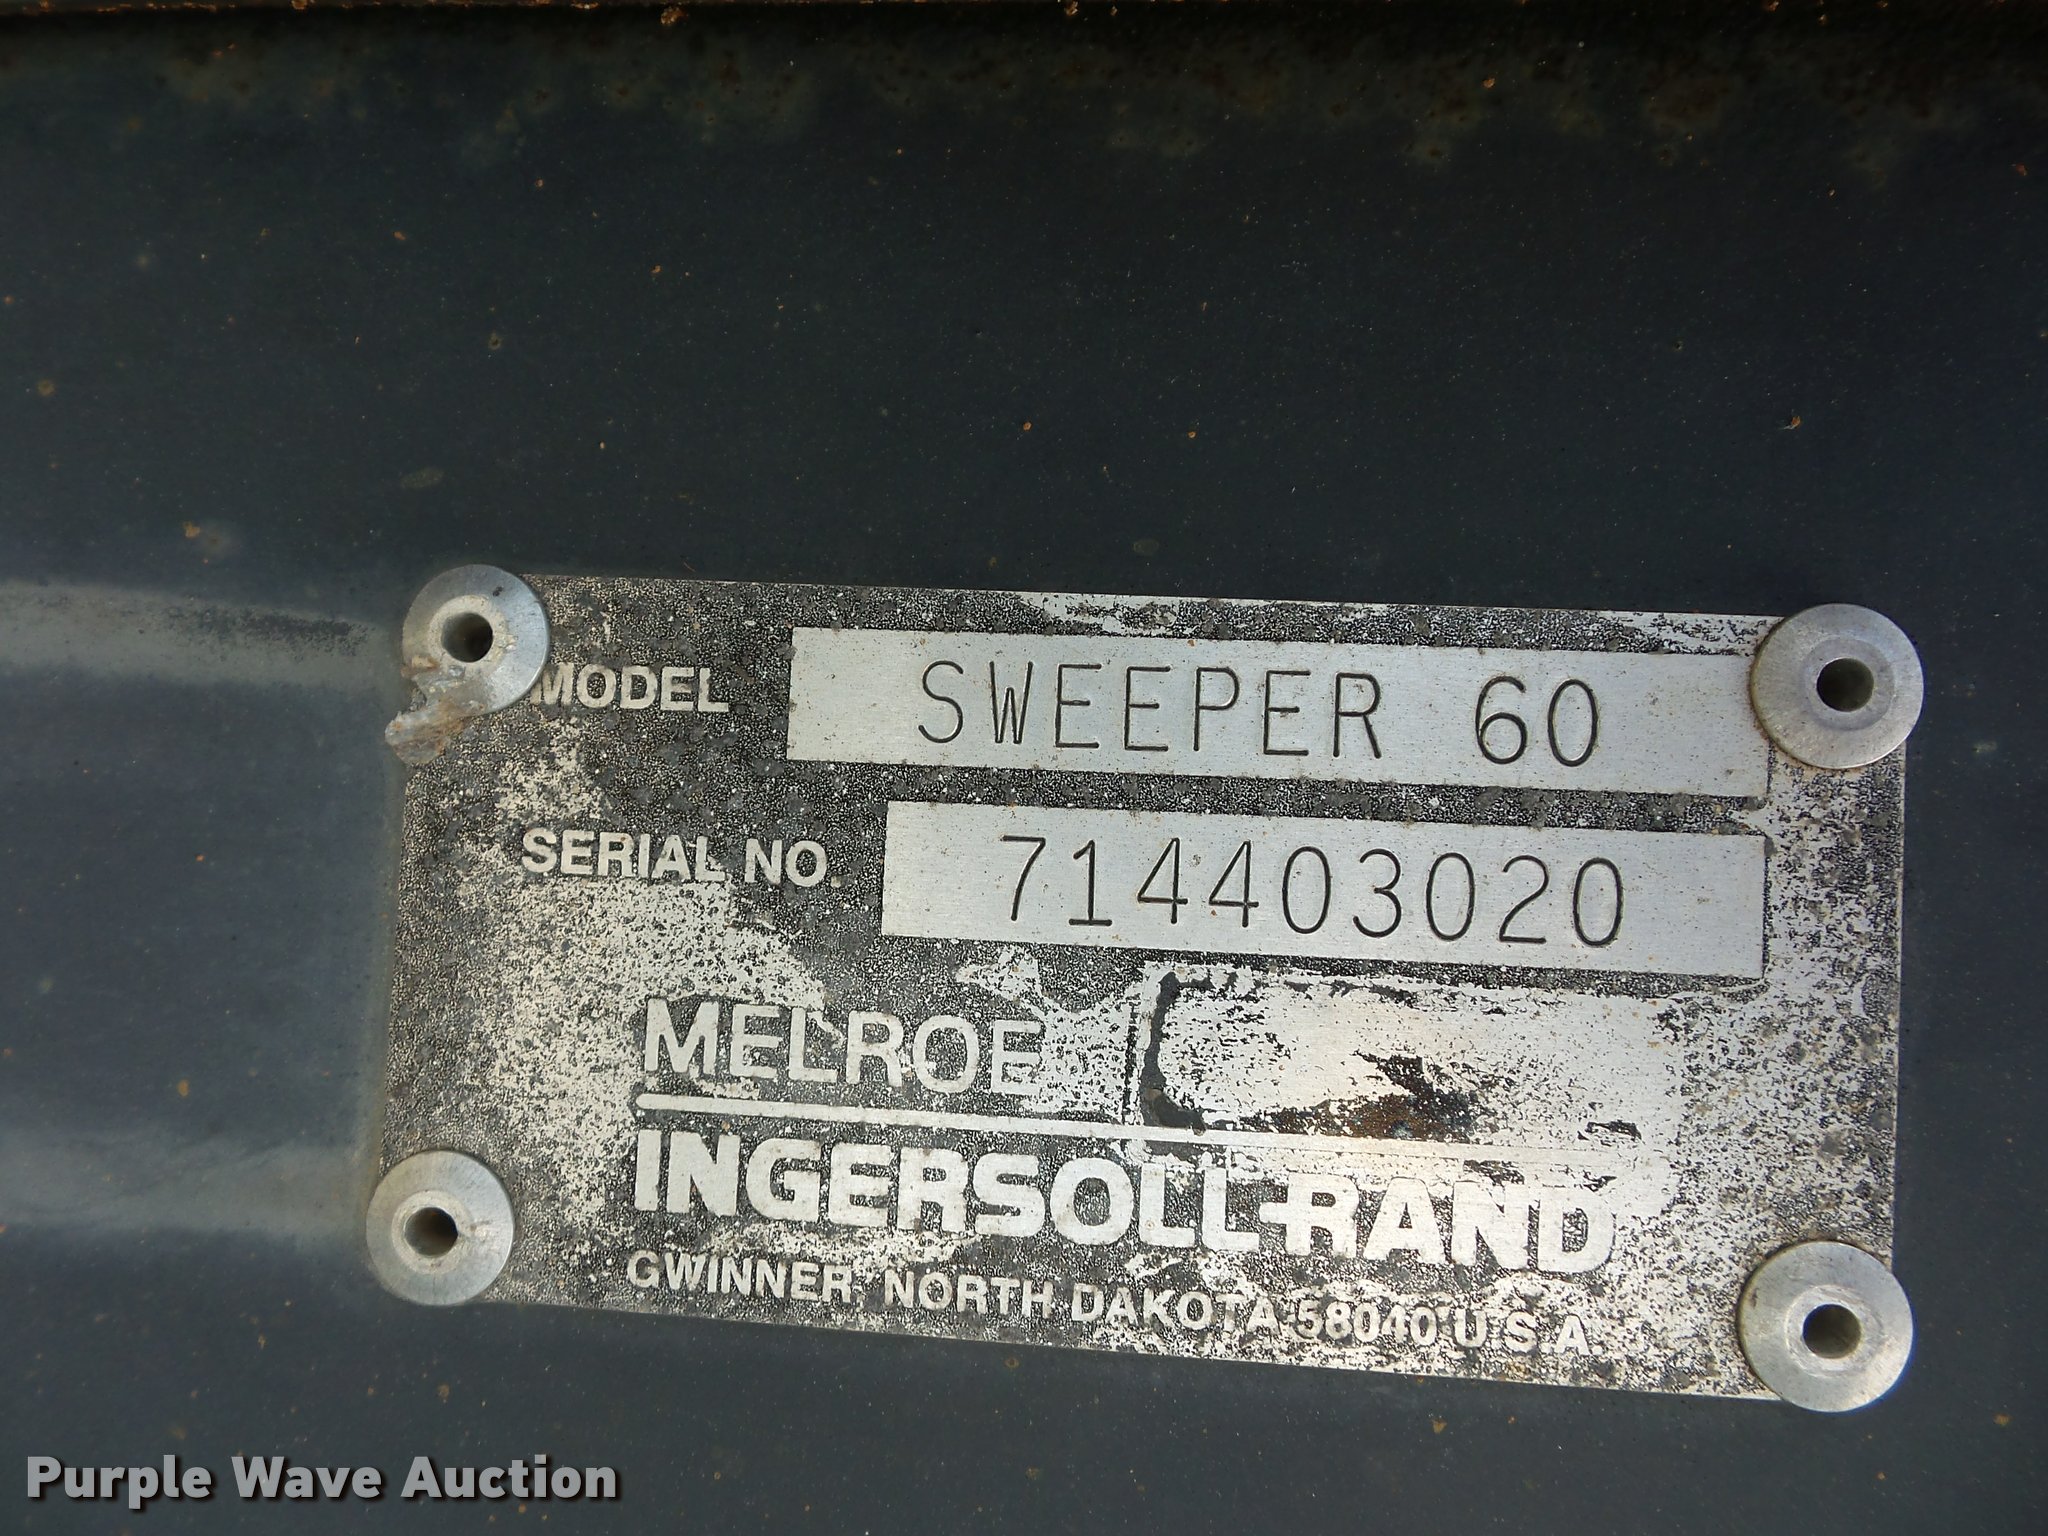 MODEL SWEEPER 60
SERIAL NO. 714403020
MELROE
INGERSOLL-RAND
GWINNER, NORTH DAKOTA 58040 U.S.A.
Purple Wave Auction